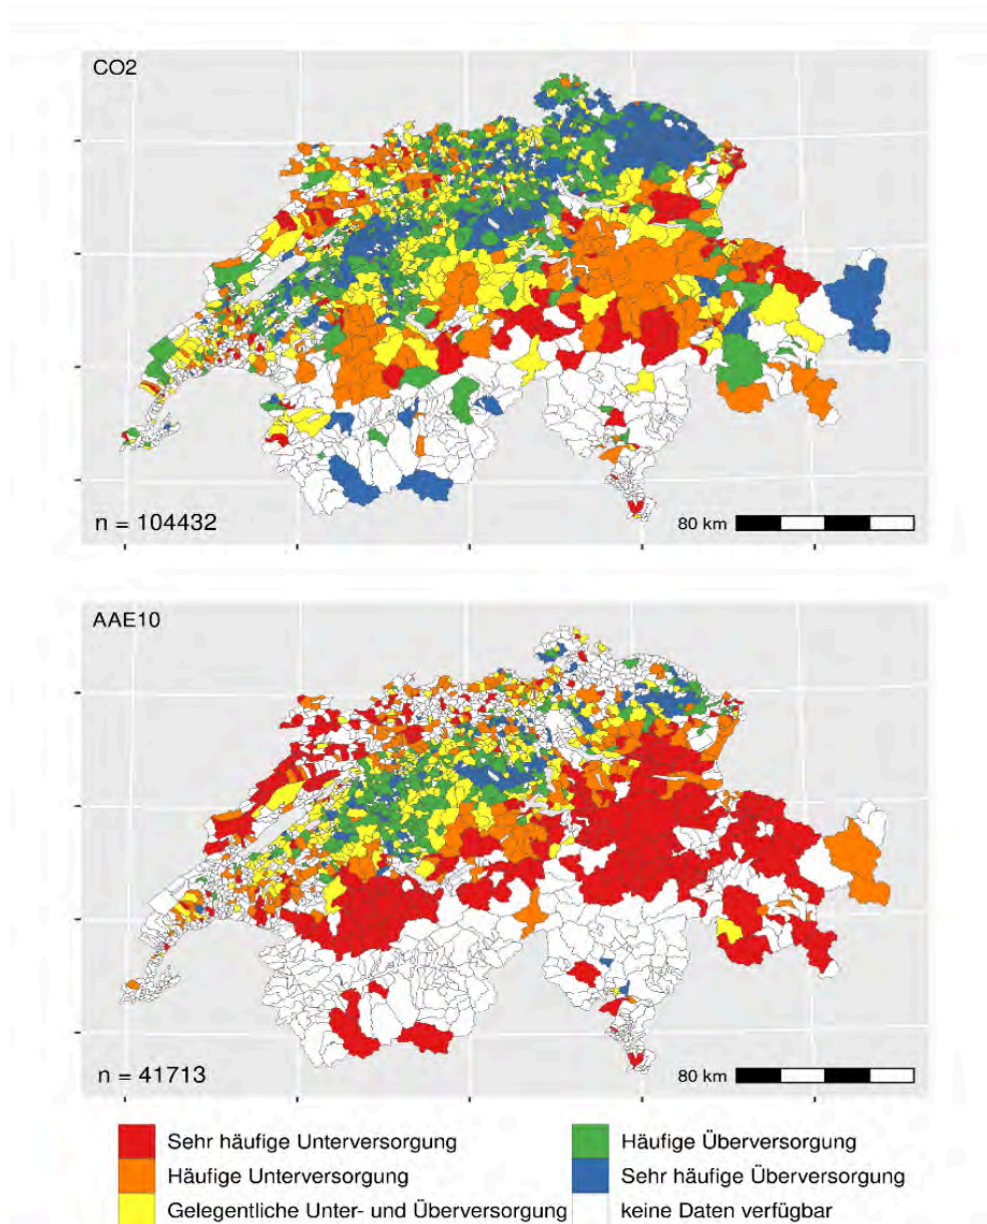 CO2
n = 104432
80 km
AAE10
n = 41713
80 km
Sehr häufige Unterversorgung
Häufige Unterversorgung
Gelegentliche Unter- und Überversorgung
Häufige Überversorgung
Sehr häufige Überversorgung
keine Daten verfügbar